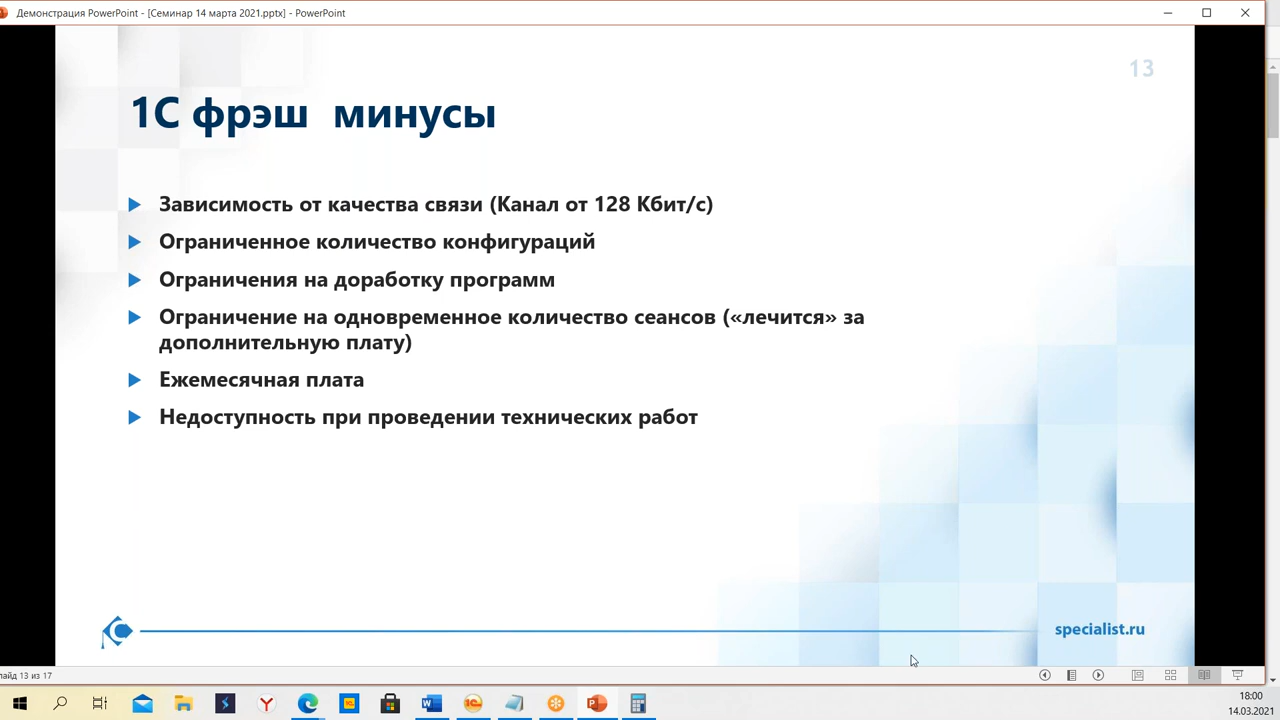 Демонстрация PowerPoint - [Семинар 14 марта 2021.pptx] - PowerPoint
13
1С фрэш минусы
Зависимость от качества связи (Канал от 128 Кбит/с)
Ограниченное количество конфигураций
Ограничения на доработку программ
Ограничение на одновременное количество сеансов («лечится» за
дополнительную плату)
Ежемесячная плата
Недоступность при проведении технических работ
specialist.ru
лайд 13 из 17
18:00
14.03.2021